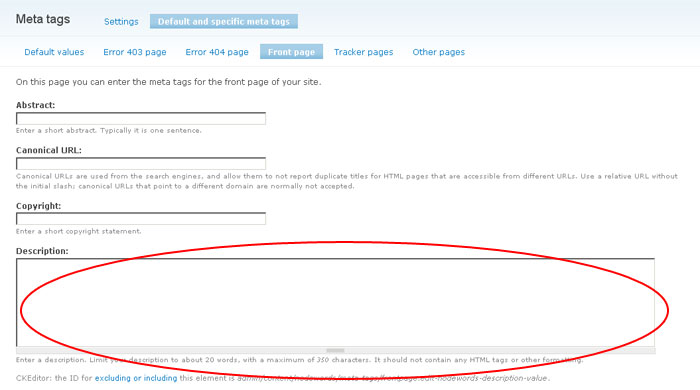 Meta tags Settings Default and specific meta tags
Default values Error 403 page Error 404 page Front page Tracker pages Other pages
On this page you can enter the meta tags for the front page of your site.
Abstract:
Enter a short abstract. Typically it is one sentence.
Canonical URL:
Canonical URLs are used from the search engines, and allow them to not report duplicate titles for HTML pages that are accessible from different URLs. Use a relative URL without
the initial slash; canonical URLs that point to a different domain are normally not accepted.
Copyright:
Enter a short copyright statement.
Description:
Enter a description. Limit your description to about 20 words, with a maximum of 350 characters. It should not contain any HTML tags or other formatting.
CKEditor: the ID for excluding or including this element is admin/content/nodewords/meta-tags/frontpage.edit-nodewords-description-value.